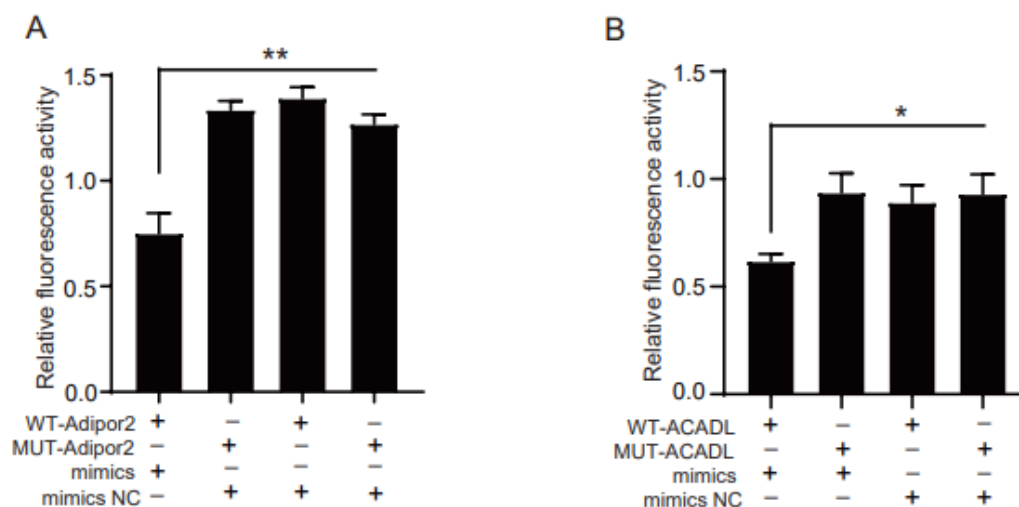 A
**
Relative fluorescence activity
1.5
1.0
0.5
0.0
WT-Adipor2 + − + −
MUT-Adipor2 − + − +
mimics + − − −
mimics NC − + + +
B
*
Relative fluorescence activity
1.5
1.0
0.5
0.0
WT-ACADL + − + −
MUT-ACADL − + − +
mimics + + − −
mimics NC − − + +